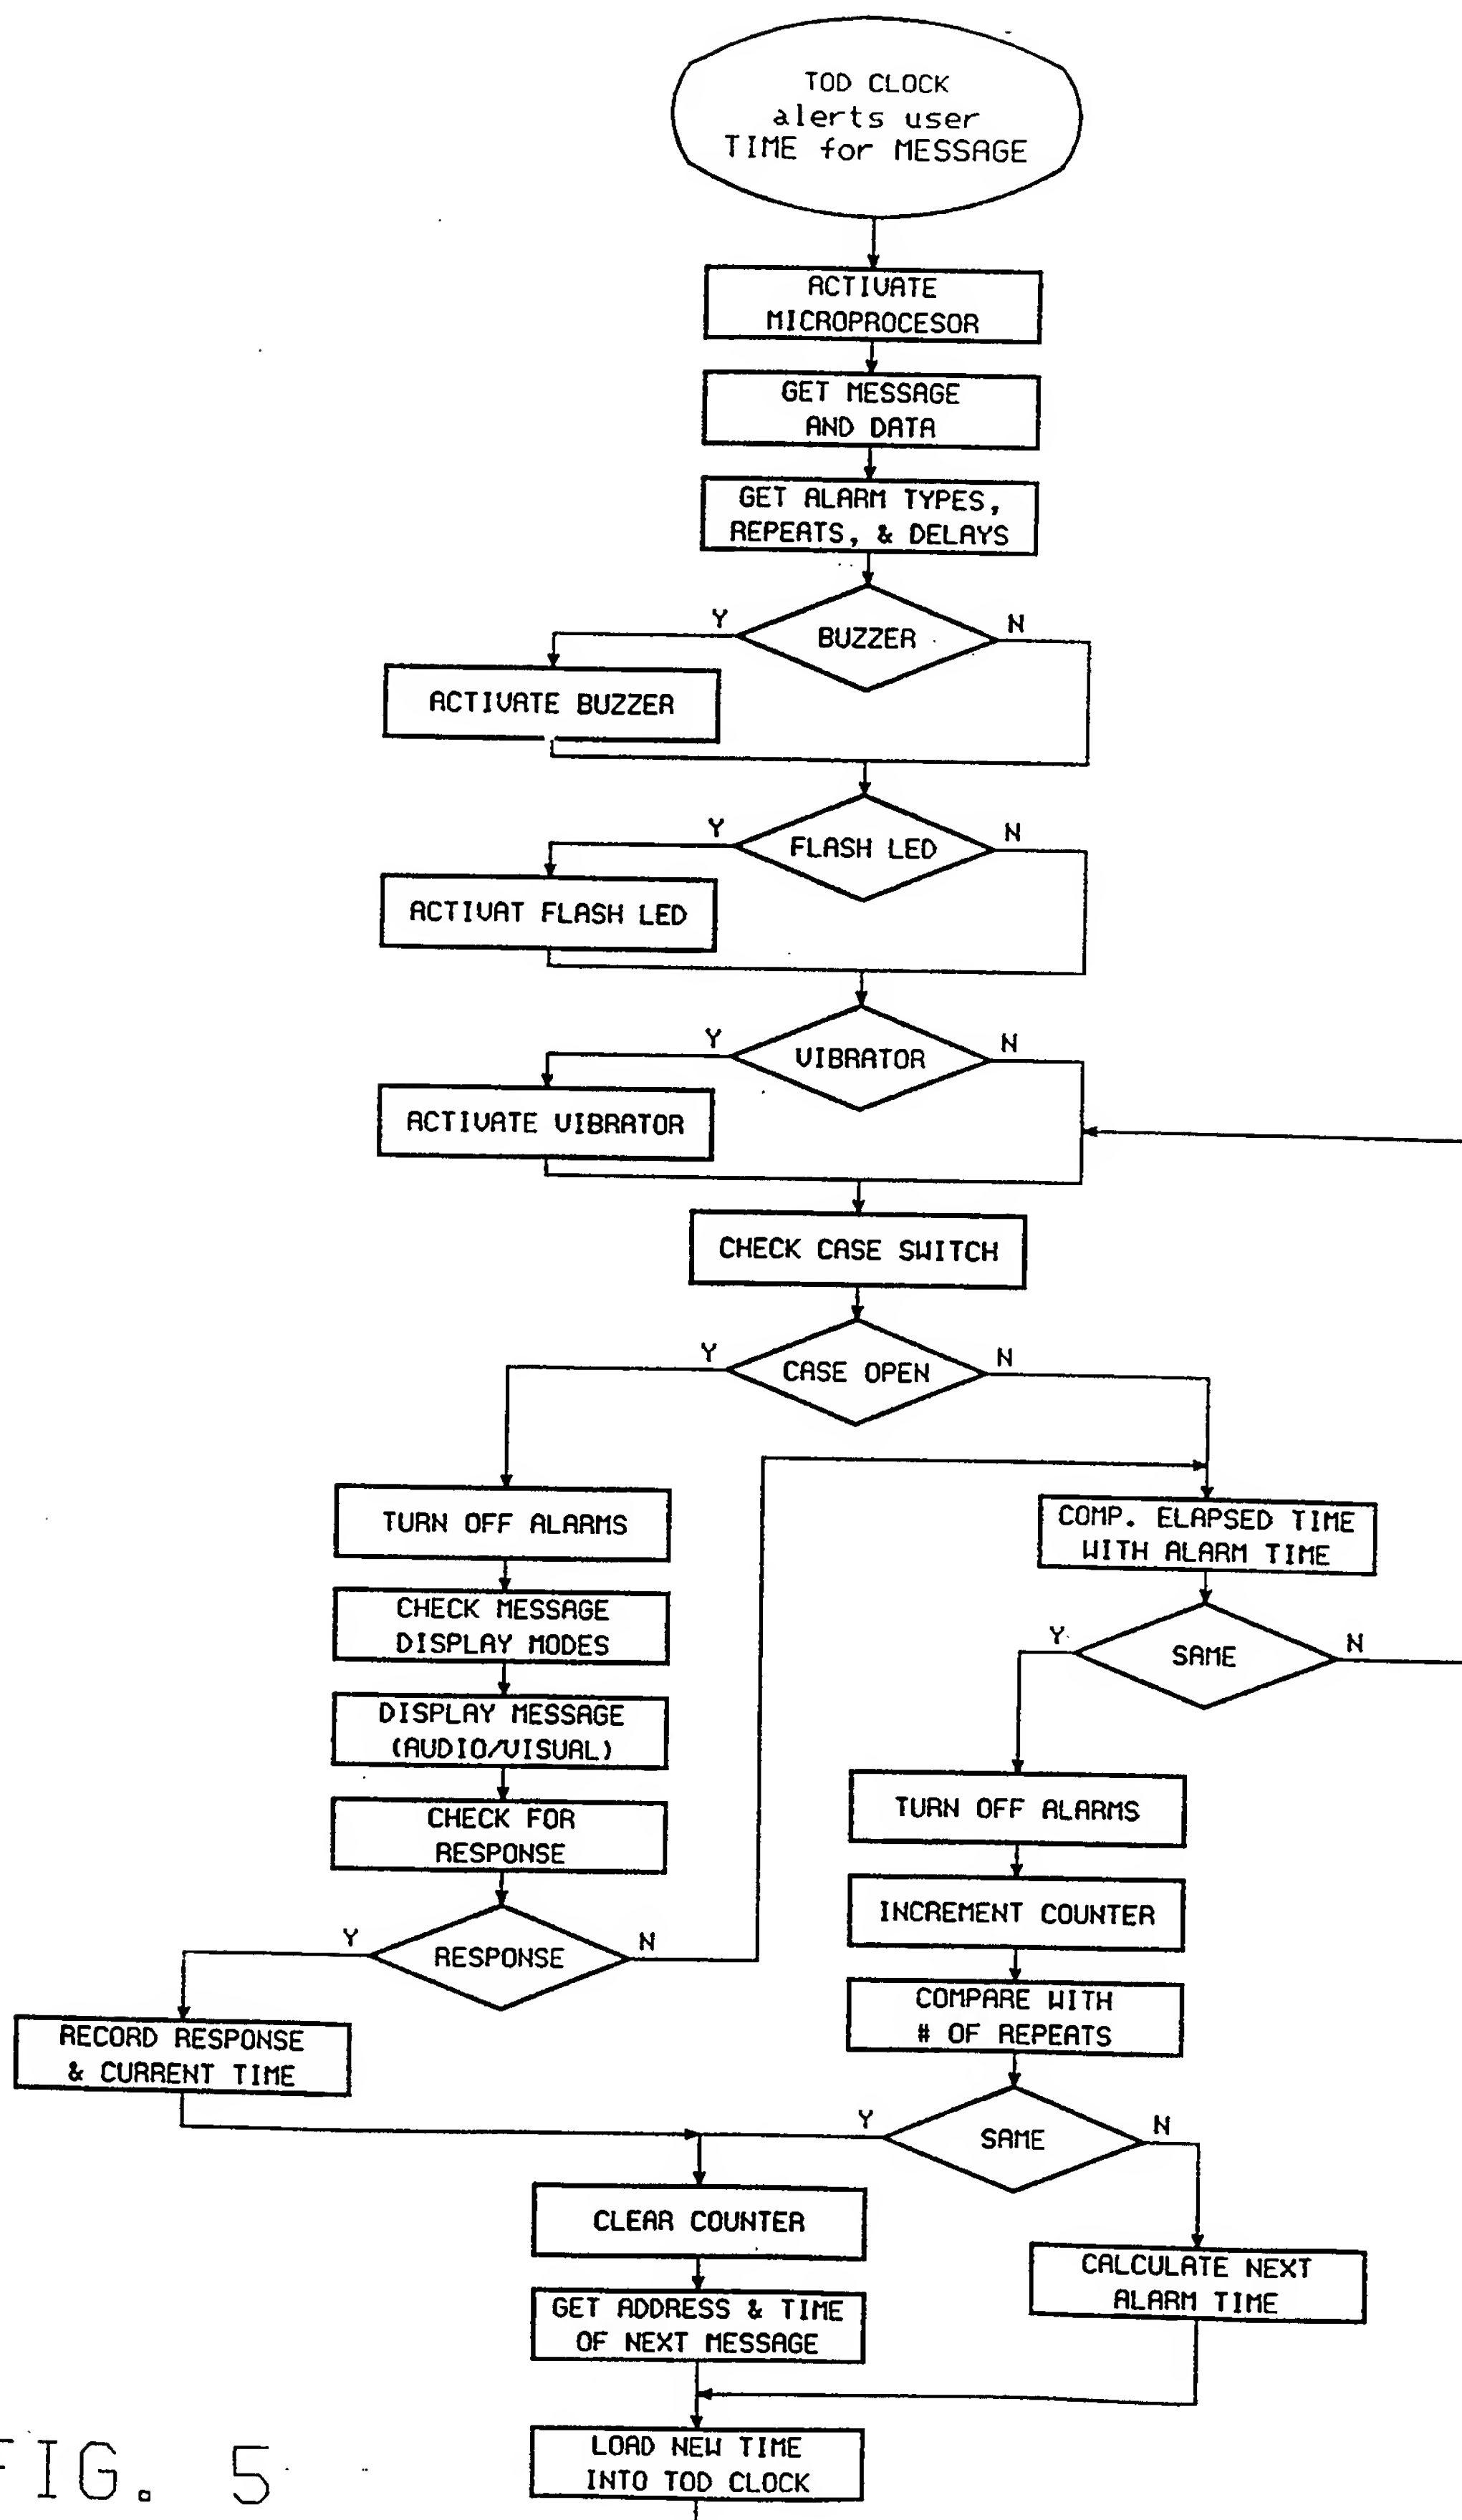 TOD CLOCK
alerts user
TIME for MESSAGE
ACTIVATE
MICROPROCESOR
GET MESSAGE
AND DATA
GET ALARM TYPES,
REPEATS, & DELAYS
Y
BUZZER
N
ACTIVATE BUZZER
Y
FLASH LED
N
ACTIVAT FLASH LED
Y
VIBRATOR
N
ACTIVATE VIBRATOR
CHECK CASE SWITCH
Y
CASE OPEN
N
TURN OFF ALARMS
COMP. ELAPSED TIME
WITH ALARM TIME
CHECK MESSAGE
DISPLAY MODES
Y
SAME
N
DISPLAY MESSAGE
(AUDIO/VISUAL)
TURN OFF ALARMS
CHECK FOR
RESPONSE
INCREMENT COUNTER
Y
RESPONSE
N
COMPARE WITH
# OF REPEATS
RECORD RESPONSE
& CURRENT TIME
Y
SAME
N
CLEAR COUNTER
CALCULATE NEXT
ALARM TIME
GET ADDRESS & TIME
OF NEXT MESSAGE
LOAD NEW TIME
INTO TOD CLOCK
FIG. 5